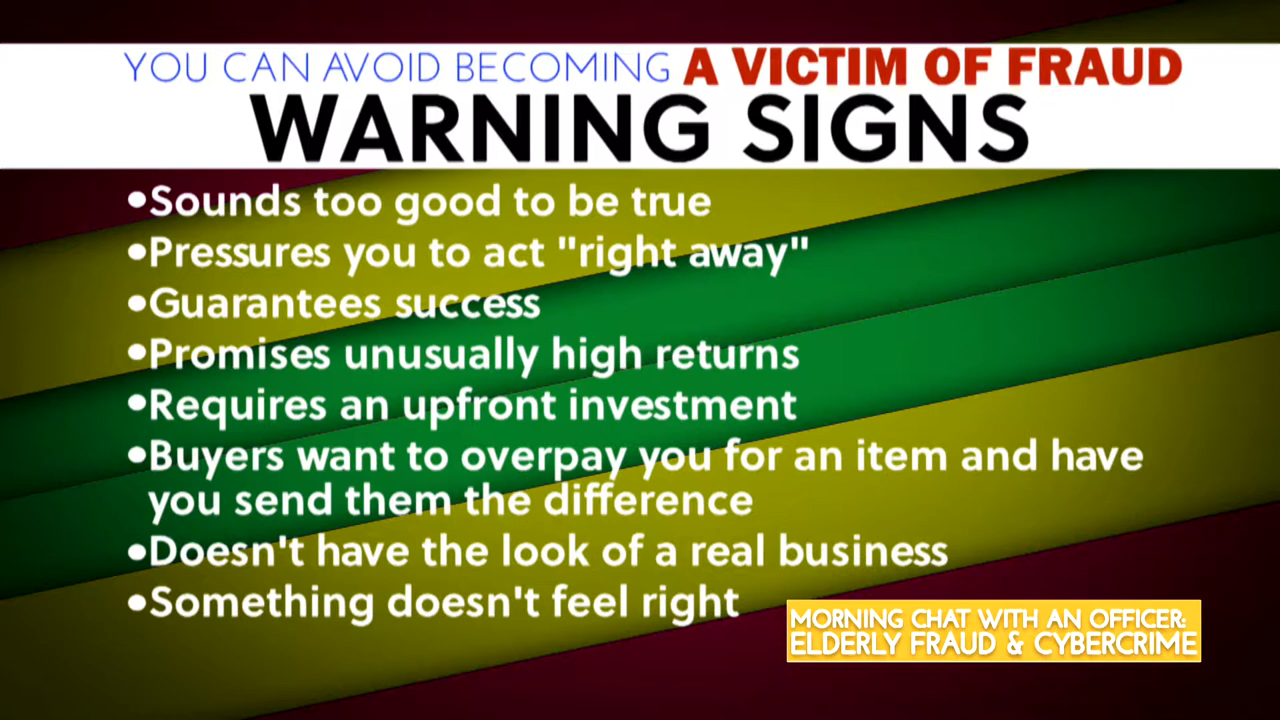 YOU CAN AVOID BECOMING A VICTIM OF FRAUD
WARNING SIGNS
•Sounds too good to be true
•Pressures you to act "right away"
•Guarantees success
•Promises unusually high returns
•Requires an upfront investment
•Buyers want to overpay you for an item and have
you send them the difference
•Doesn't have the look of a real business
•Something doesn't feel right
MORNING CHAT WITH AN OFFICER:
ELDERLY FRAUD & CYBERCRIME